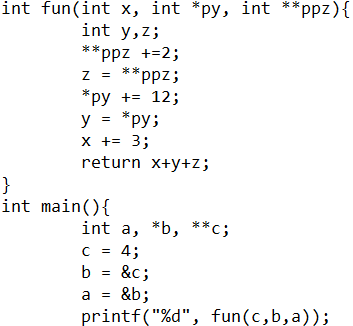 int fun(int x, int *py, int **ppz){
int y,z;
**ppz +=2;
z = **ppz;
*py += 12;
y = *py;
x += 3;
return x+y+z;
}
int main(){
int a, *b, **c;
c = 4;
b = &c;
a = &b;
printf("%d", fun(c,b,a));